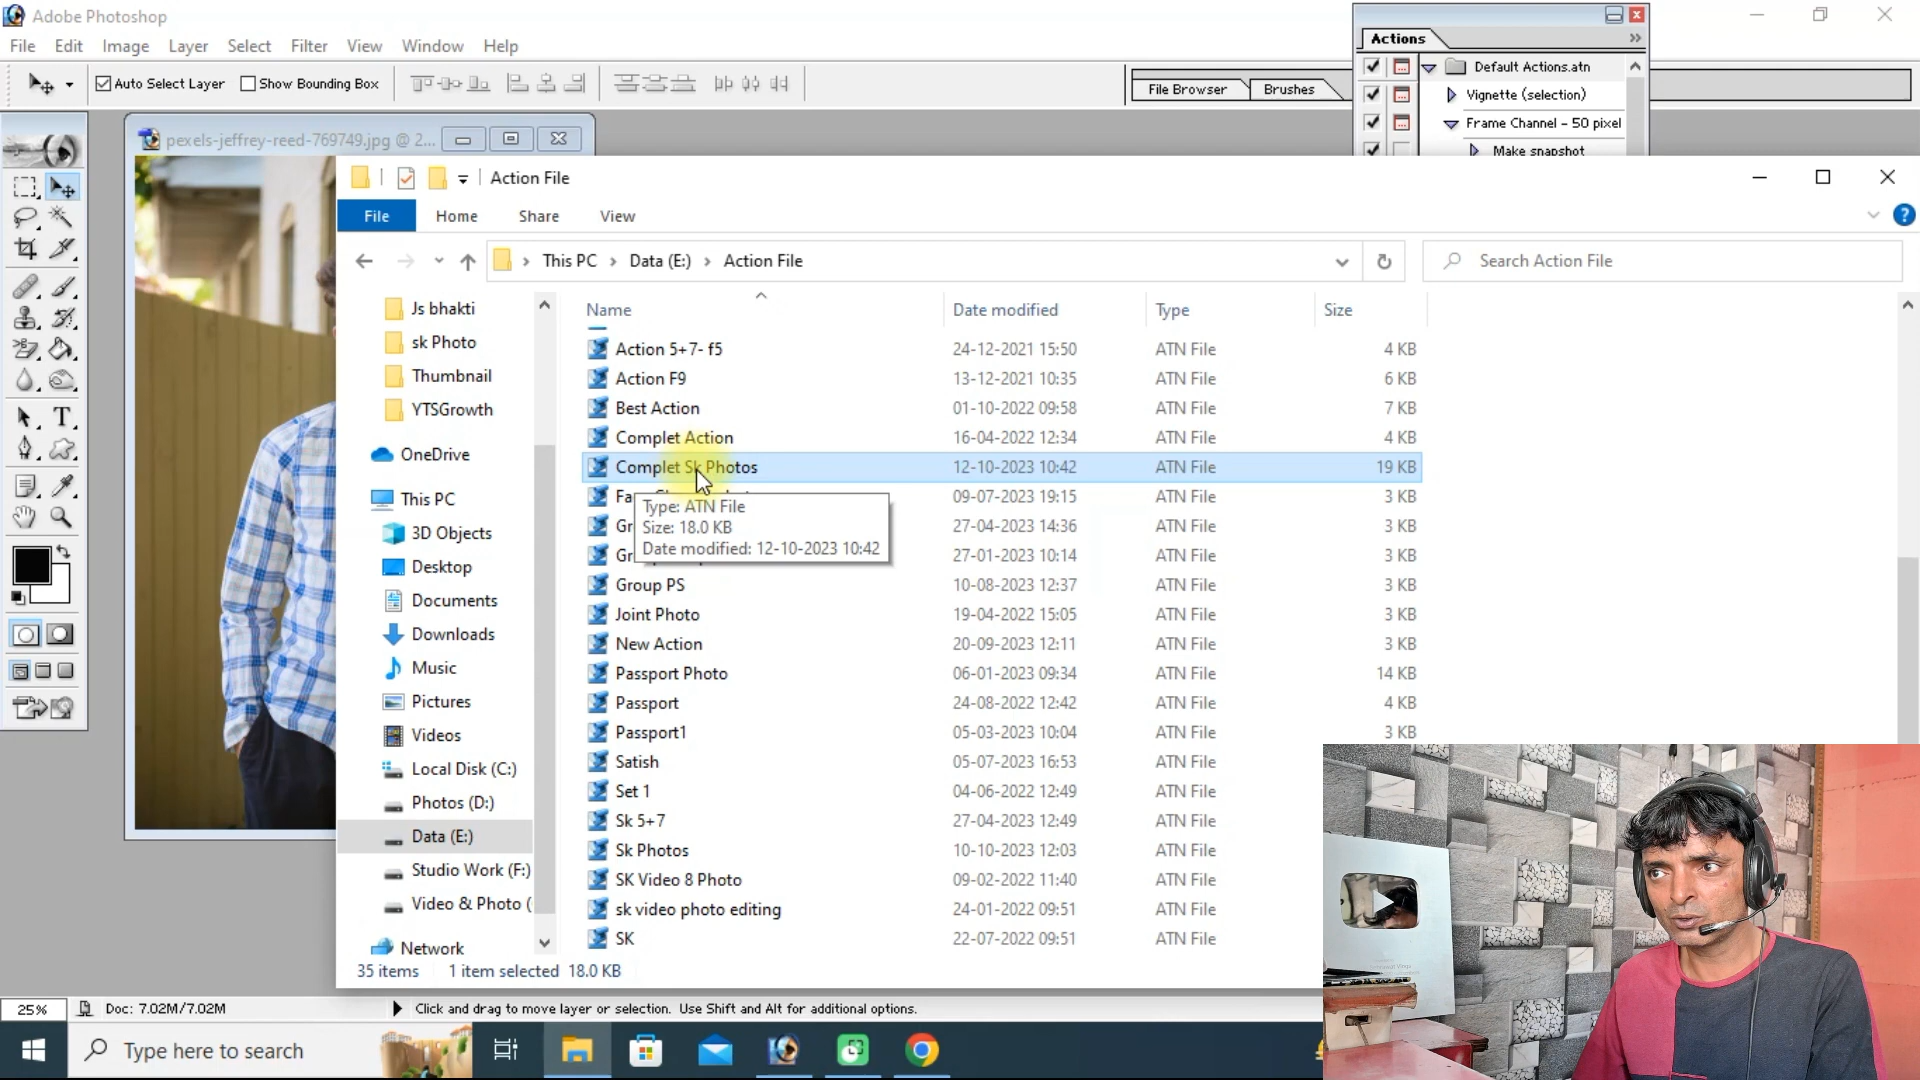 Adobe Photoshop
File Edit Image Layer Select Filter View Window Help
Auto Select Layer Show Bounding Box
File Browser Brushes
Actions
Default Actions.atn
Vignette (selection)
Frame Channel - 50 pixel
Make snapshot
pexels-jeffrey-reed-769749.jpg @ 2...
Action File
File Home Share View
This PC Data (E:) Action File
Search Action File
Js bhakti
sk Photo
Thumbnail
YTSGrowth
OneDrive
This PC
3D Objects
Desktop
Documents
Downloads
Music
Pictures
Videos
Local Disk (C:)
Photos (D:)
Data (E:)
Studio Work (F:)
Video & Photo (
Network
Name Date modified Type Size
Action 5+7- f5 24-12-2021 15:50 ATN File 4 KB
Action F9 13-12-2021 10:35 ATN File 6 KB
Best Action 01-10-2022 09:58 ATN File 7 KB
Complet Action 16-04-2022 12:34 ATN File 4 KB
Complet Sk Photos 12-10-2023 10:42 ATN File 19 KB
Fa 09-07-2023 19:15 ATN File 3 KB
Gr 27-04-2023 14:36 ATN File 3 KB
Gr 27-01-2023 10:14 ATN File 3 KB
Type: ATN File
Size: 18.0 KB
Date modified: 12-10-2023 10:42
Group PS 10-08-2023 12:37 ATN File 3 KB
Joint Photo 19-04-2022 15:05 ATN File 3 KB
New Action 20-09-2023 12:11 ATN File 3 KB
Passport Photo 06-01-2023 09:34 ATN File 14 KB
Passport 24-08-2022 12:42 ATN File 4 KB
Passport1 05-03-2023 10:04 ATN File 3 KB
Satish 05-07-2023 16:53 ATN File
Set 1 04-06-2022 12:49 ATN File
Sk 5+7 27-04-2023 12:49 ATN File
Sk Photos 10-10-2023 12:03 ATN File
SK Video 8 Photo 09-02-2022 11:40 ATN File
sk video photo editing 24-01-2022 09:51 ATN File
SK 22-07-2022 09:51 ATN File
35 items 1 item selected 18.0 KB
25% Doc: 7.02M/7.02M Click and drag to move layer or selection. Use Shift and Alt for additional options.
Type here to search